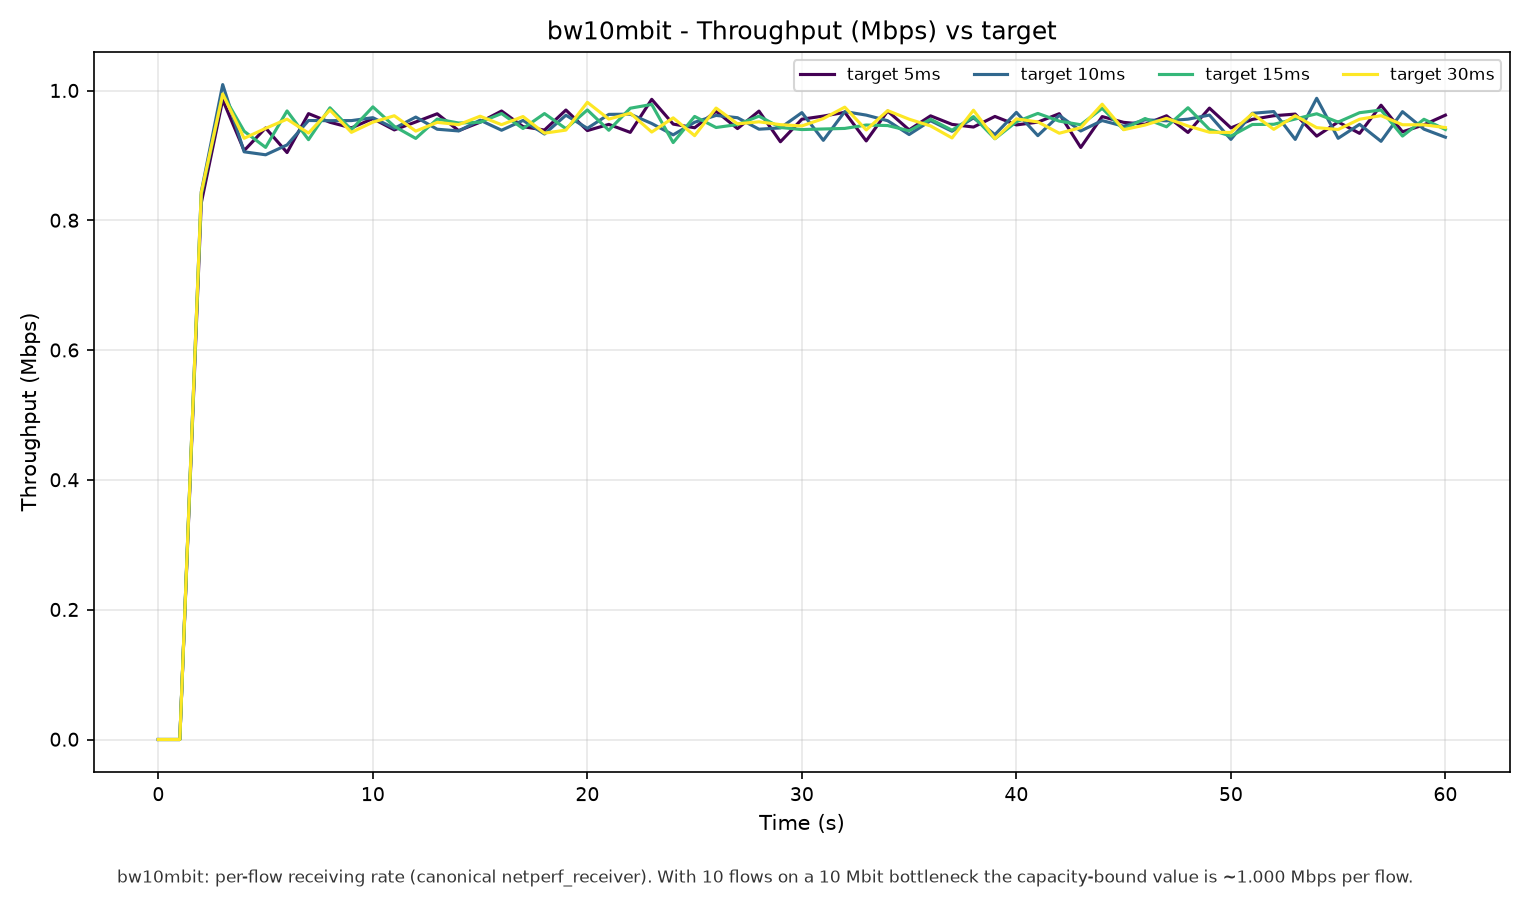 bw10mbit - Throughput (Mbps) vs target
target 5ms
target 10ms
target 15ms
target 30ms
Throughput (Mbps)
1.0
0.8
0.6
0.4
0.2
0.0
0 10 20 30 40 50 60
Time (s)
bw10mbit: per-flow receiving rate (canonical netperf_receiver). With 10 flows on a 10 Mbit bottleneck the capacity-bound value is ~1.000 Mbps per flow.